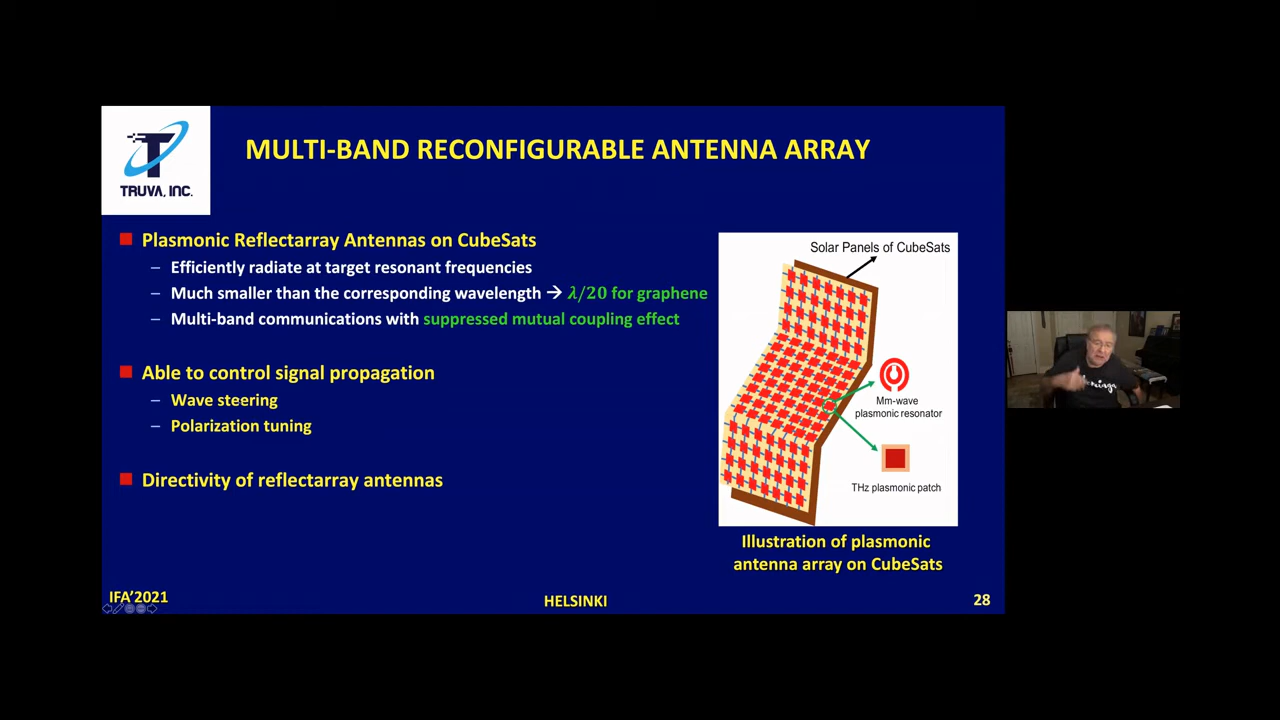 TRUVA, INC.
MULTI-BAND RECONFIGURABLE ANTENNA ARRAY
Plasmonic Reflectarray Antennas on CubeSats
– Efficiently radiate at target resonant frequencies
– Much smaller than the corresponding wavelength → λ/20 for graphene
– Multi-band communications with suppressed mutual coupling effect
Able to control signal propagation
– Wave steering
– Polarization tuning
Directivity of reflectarray antennas
Solar Panels of CubeSats
Mm-wave
plasmonic resonator
THz plasmonic patch
Illustration of plasmonic
antenna array on CubeSats
IFA'2021
HELSINKI
28